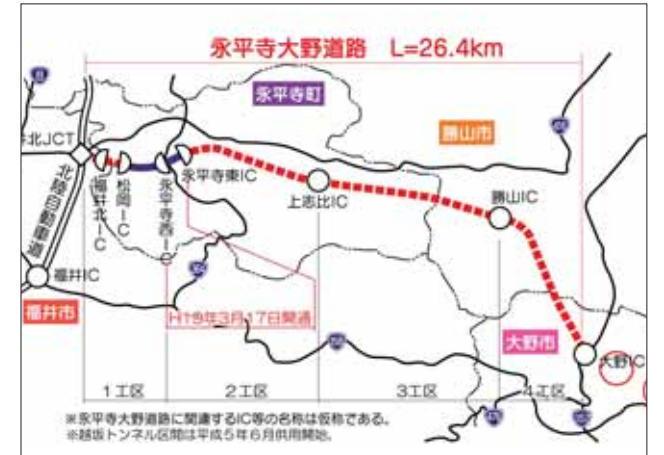 永平寺大野道路 L=26.4km
永平寺町
勝山市
井北JCT
福井北IC
松岡IC
永平寺西IC
永平寺東IC
上志比IC
勝山IC
北陸自動車道
福井IC
福井市
H19年3月17日開通
大野市
大野IC
1工区
2工区
3工区
4工区
※永平寺大野道路に関連するIC等の名称は仮称である。
※越坂トンネル区間は平成5年6月供用開始。